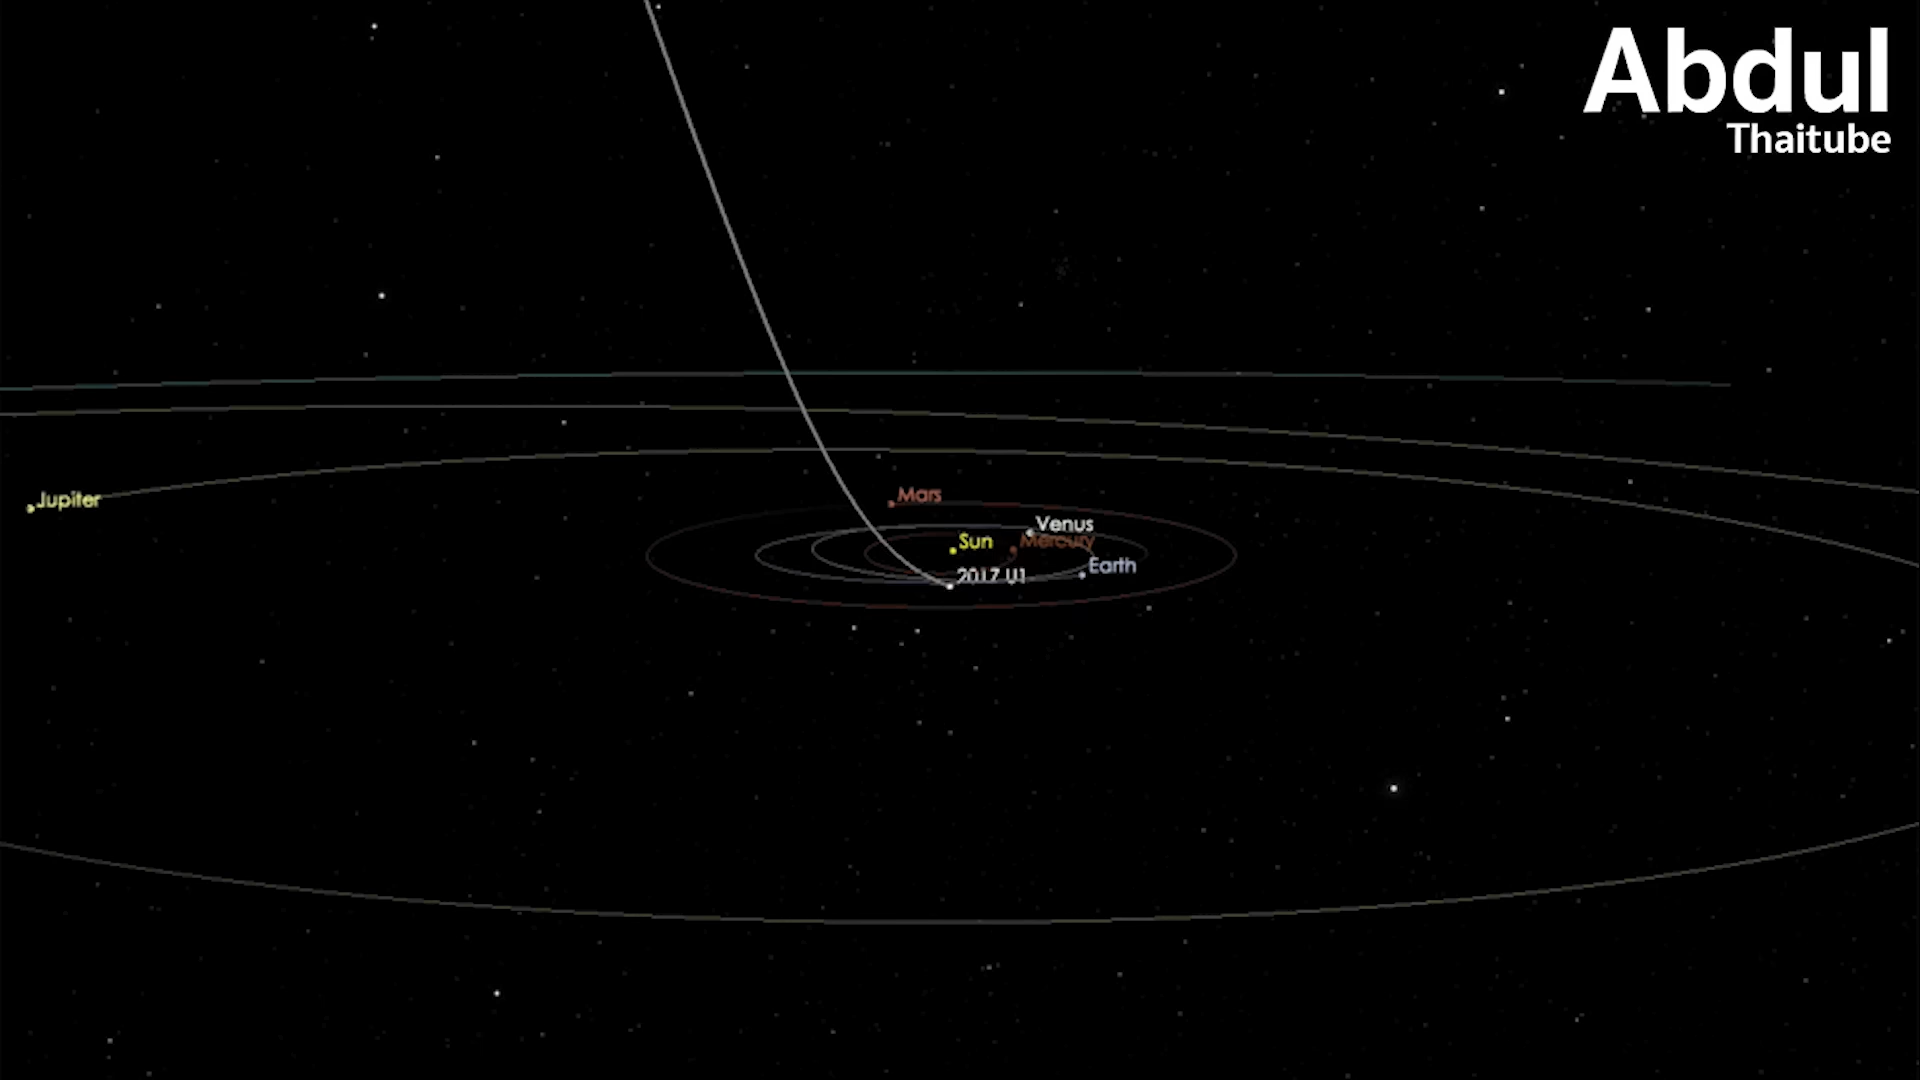 Abdul
Thaitube
Jupiter
Mars
Venus
Sun
Mercury
Earth
2017 U1